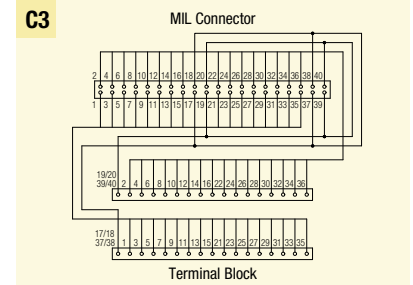 C3
MIL Connector
2 4 6 8 10 12 14 16 18 20 22 24 26 28 30 32 34 36 38 40
1 3 5 7 9 11 13 15 17 19 21 23 25 27 29 31 33 35 37 39
19/20
39/40 2 4 6 8 10 12 14 16 22 24 26 28 30 32 34 36
17/18
37/38 1 3 5 7 9 11 13 15 21 23 25 27 29 31 33 35
Terminal Block